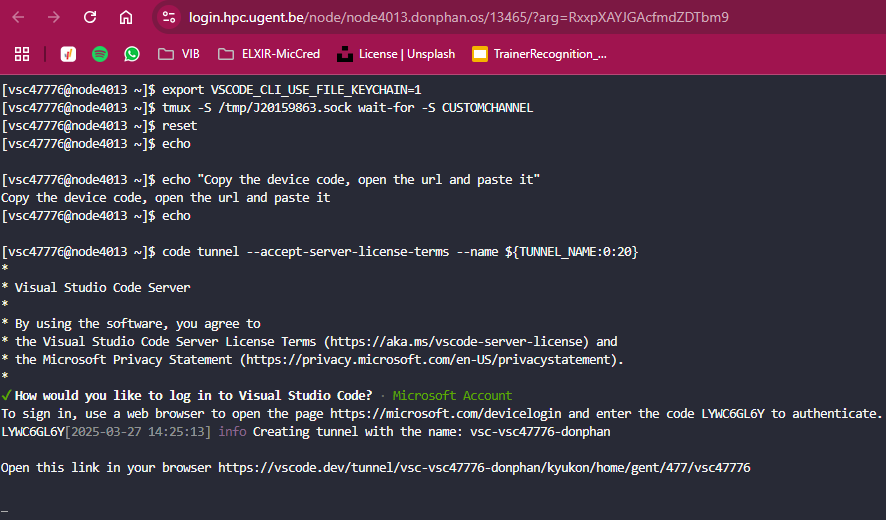 login.hpc.ugent.be/node/node4013.donphan.os/13465/?arg=RxxpXAYJGAcfmdZDTbm9
VIB ELXIR-MicCred License | Unsplash TrainerRecognition_...
[vsc47776@node4013 ~]$ export VSCODE_CLI_USE_FILE_KEYCHAIN=1
[vsc47776@node4013 ~]$ tmux -S /tmp/J20159863.sock wait-for -S CUSTOMCHANNEL
[vsc47776@node4013 ~]$ reset
[vsc47776@node4013 ~]$ echo
[vsc47776@node4013 ~]$ echo "Copy the device code, open the url and paste it"
Copy the device code, open the url and paste it
[vsc47776@node4013 ~]$ echo
[vsc47776@node4013 ~]$ code tunnel --accept-server-license-terms --name ${TUNNEL_NAME:0:20}
*
* Visual Studio Code Server
*
* By using the software, you agree to
* the Visual Studio Code Server License Terms (https://aka.ms/vscode-server-license) and
* the Microsoft Privacy Statement (https://privacy.microsoft.com/en-US/privacystatement).
*
✓ How would you like to log in to Visual Studio Code? · Microsoft Account
To sign in, use a web browser to open the page https://microsoft.com/devicelogin and enter the code LYWC6GL6Y to authenticate.
LYWC6GL6Y[2025-03-27 14:25:13] info Creating tunnel with the name: vsc-vsc47776-donphan
Open this link in your browser https://vscode.dev/tunnel/vsc-vsc47776-donphan/kyukon/home/gent/477/vsc47776